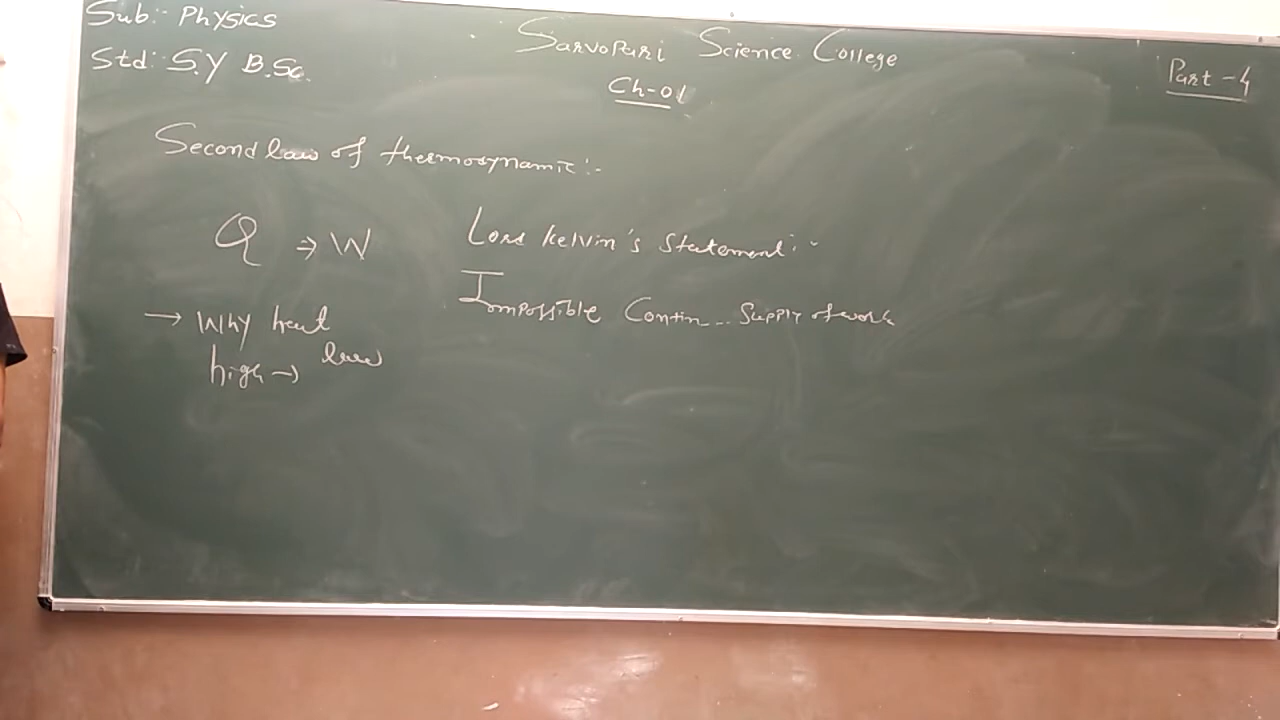 Sub:- Physics
Std: S.Y B.Sc.
Sarvopari Science College
Ch-01
Part-4
Second law of thermodynamic:-
Q → W
→ Why heat
high → low
Lord Kelvin's Statement:-
Impossible Contin... Supply of work